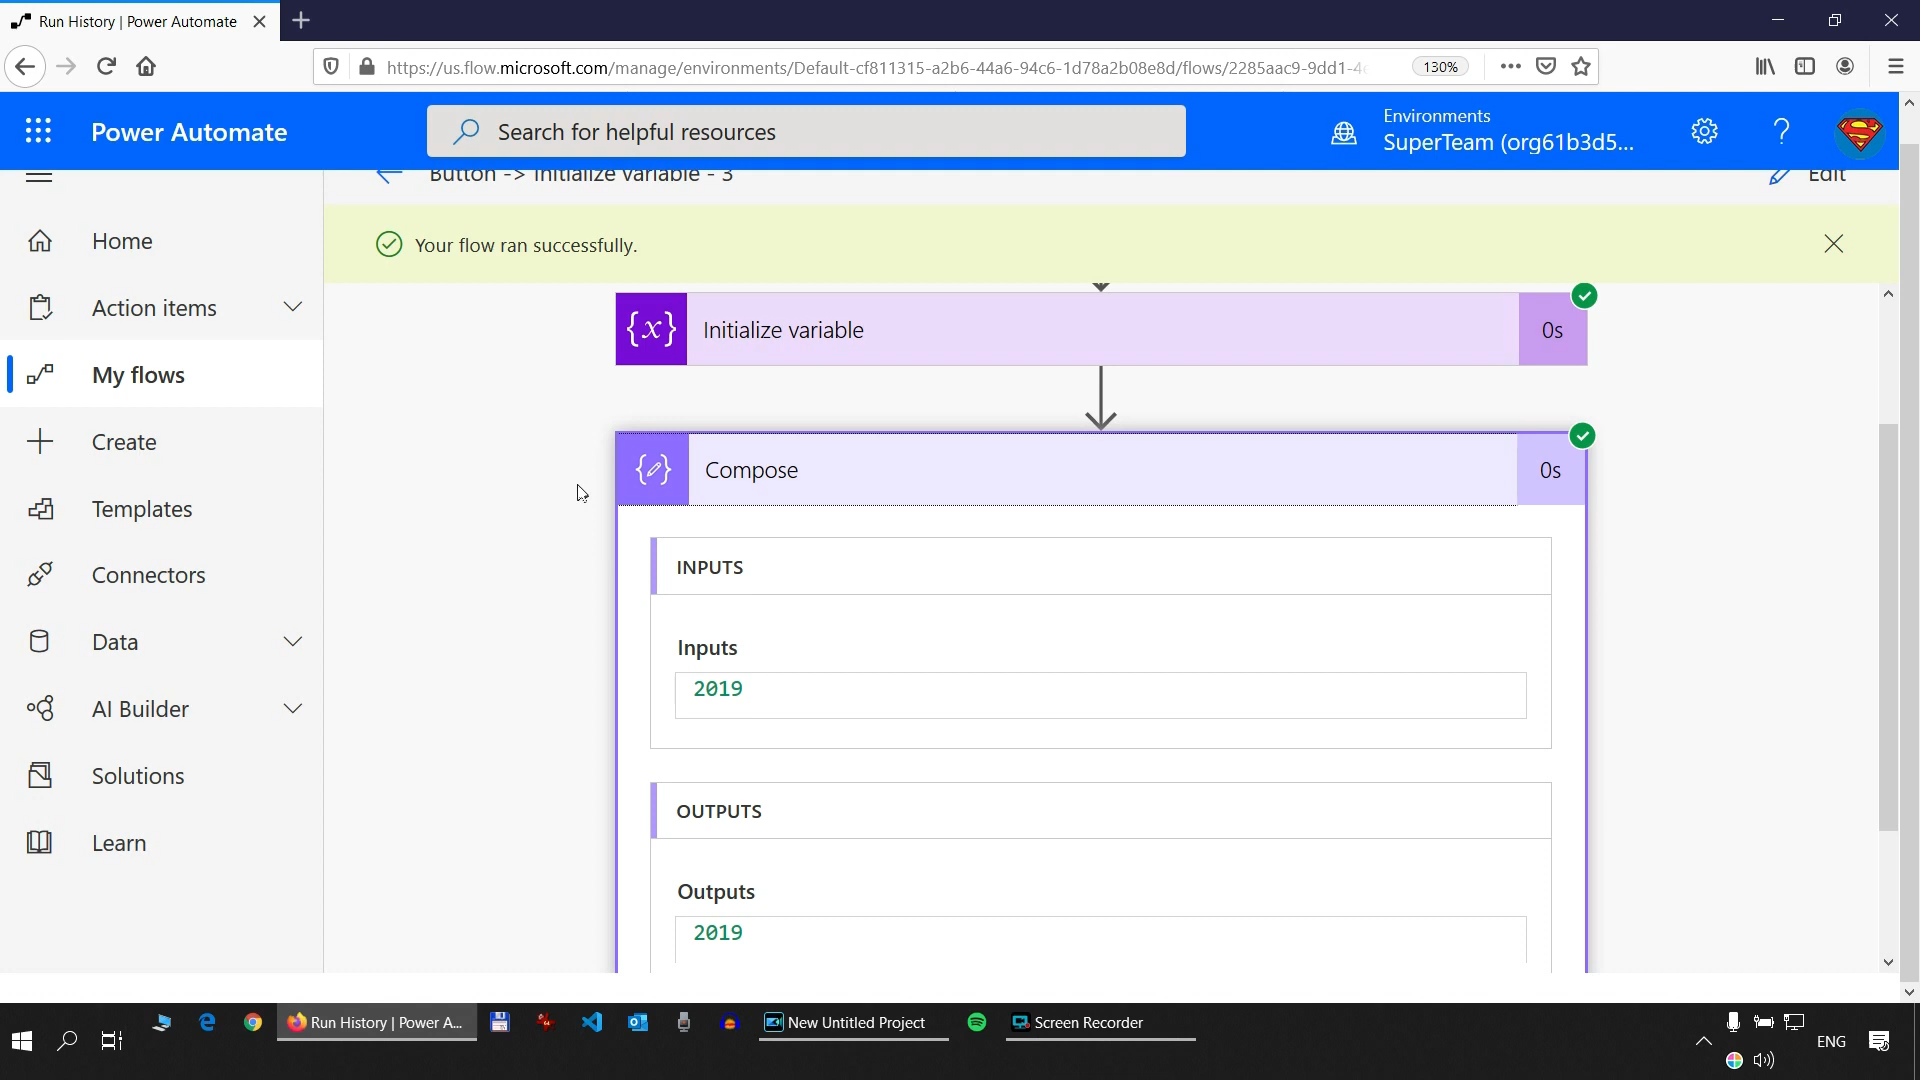 Run History | Power Automate
https://us.flow.microsoft.com/manage/environments/Default-cf811315-a2b6-44a6-94c6-1d78a2b08e8d/flows/2285aac9-9dd1-4e
130%
Power Automate
Search for helpful resources
Environments
SuperTeam (org61b3d5...
Button -> Initialize variable - 3
Edit
Your flow ran successfully.
Home
Action items
My flows
Create
Templates
Connectors
Data
AI Builder
Solutions
Learn
{x}
Initialize variable
0s
Compose
0s
INPUTS
Inputs
2019
OUTPUTS
Outputs
2019
Run History | Power A...
New Untitled Project
Screen Recorder
ENG